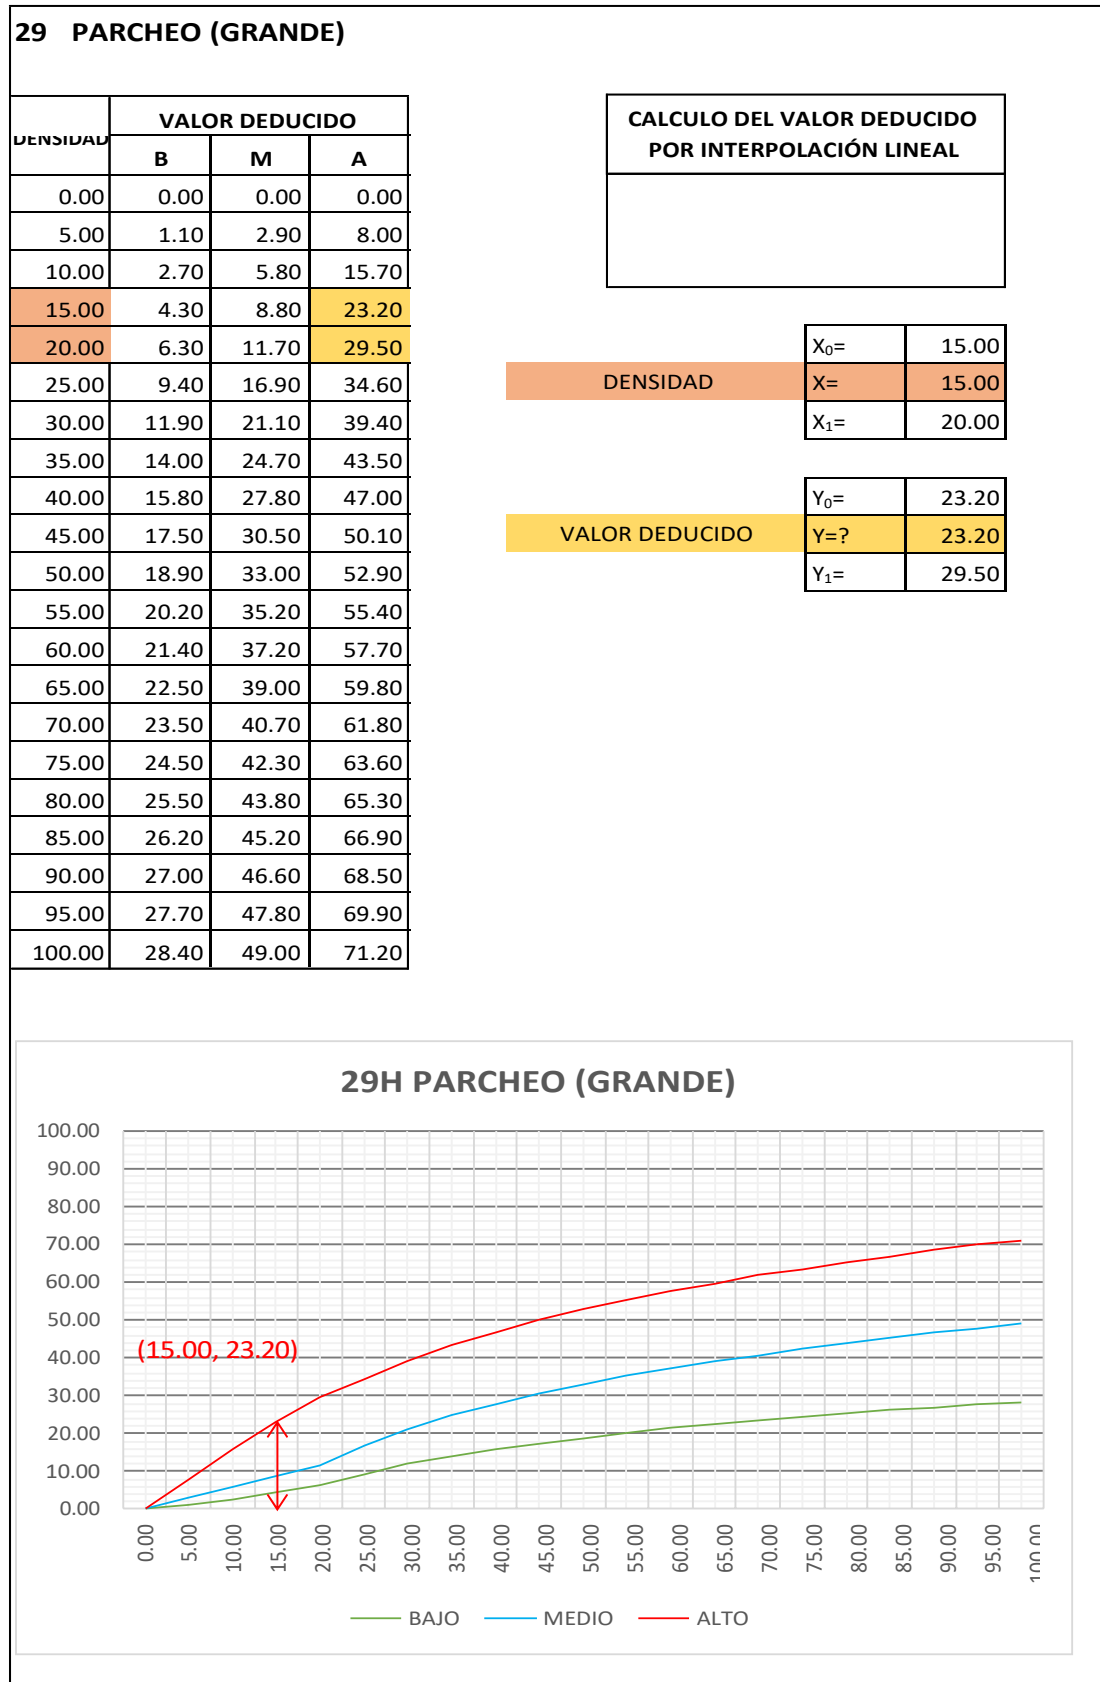 29 PARCHEO (GRANDE)
DENSIDAD VALOR DEDUCIDO
B M A
0.00 0.00 0.00 0.00
5.00 1.10 2.90 8.00
10.00 2.70 5.80 15.70
15.00 4.30 8.80 23.20
20.00 6.30 11.70 29.50
25.00 9.40 16.90 34.60
30.00 11.90 21.10 39.40
35.00 14.00 24.70 43.50
40.00 15.80 27.80 47.00
45.00 17.50 30.50 50.10
50.00 18.90 33.00 52.90
55.00 20.20 35.20 55.40
60.00 21.40 37.20 57.70
65.00 22.50 39.00 59.80
70.00 23.50 40.70 61.80
75.00 24.50 42.30 63.60
80.00 25.50 43.80 65.30
85.00 26.20 45.20 66.90
90.00 27.00 46.60 68.50
95.00 27.70 47.80 69.90
100.00 28.40 49.00 71.20
CALCULO DEL VALOR DEDUCIDO
POR INTERPOLACIÓN LINEAL
X₀= 15.00
DENSIDAD X= 15.00
X₁= 20.00
Y₀= 23.20
VALOR DEDUCIDO Y=? 23.20
Y₁= 29.50
29H PARCHEO (GRANDE)
100.00
90.00
80.00
70.00
60.00
50.00
40.00
30.00
20.00
10.00
0.00
(15.00, 23.20)
0.00 5.00 10.00 15.00 20.00 25.00 30.00 35.00 40.00 45.00 50.00 55.00 60.00 65.00 70.00 75.00 80.00 85.00 90.00 95.00 100.00
BAJO MEDIO ALTO